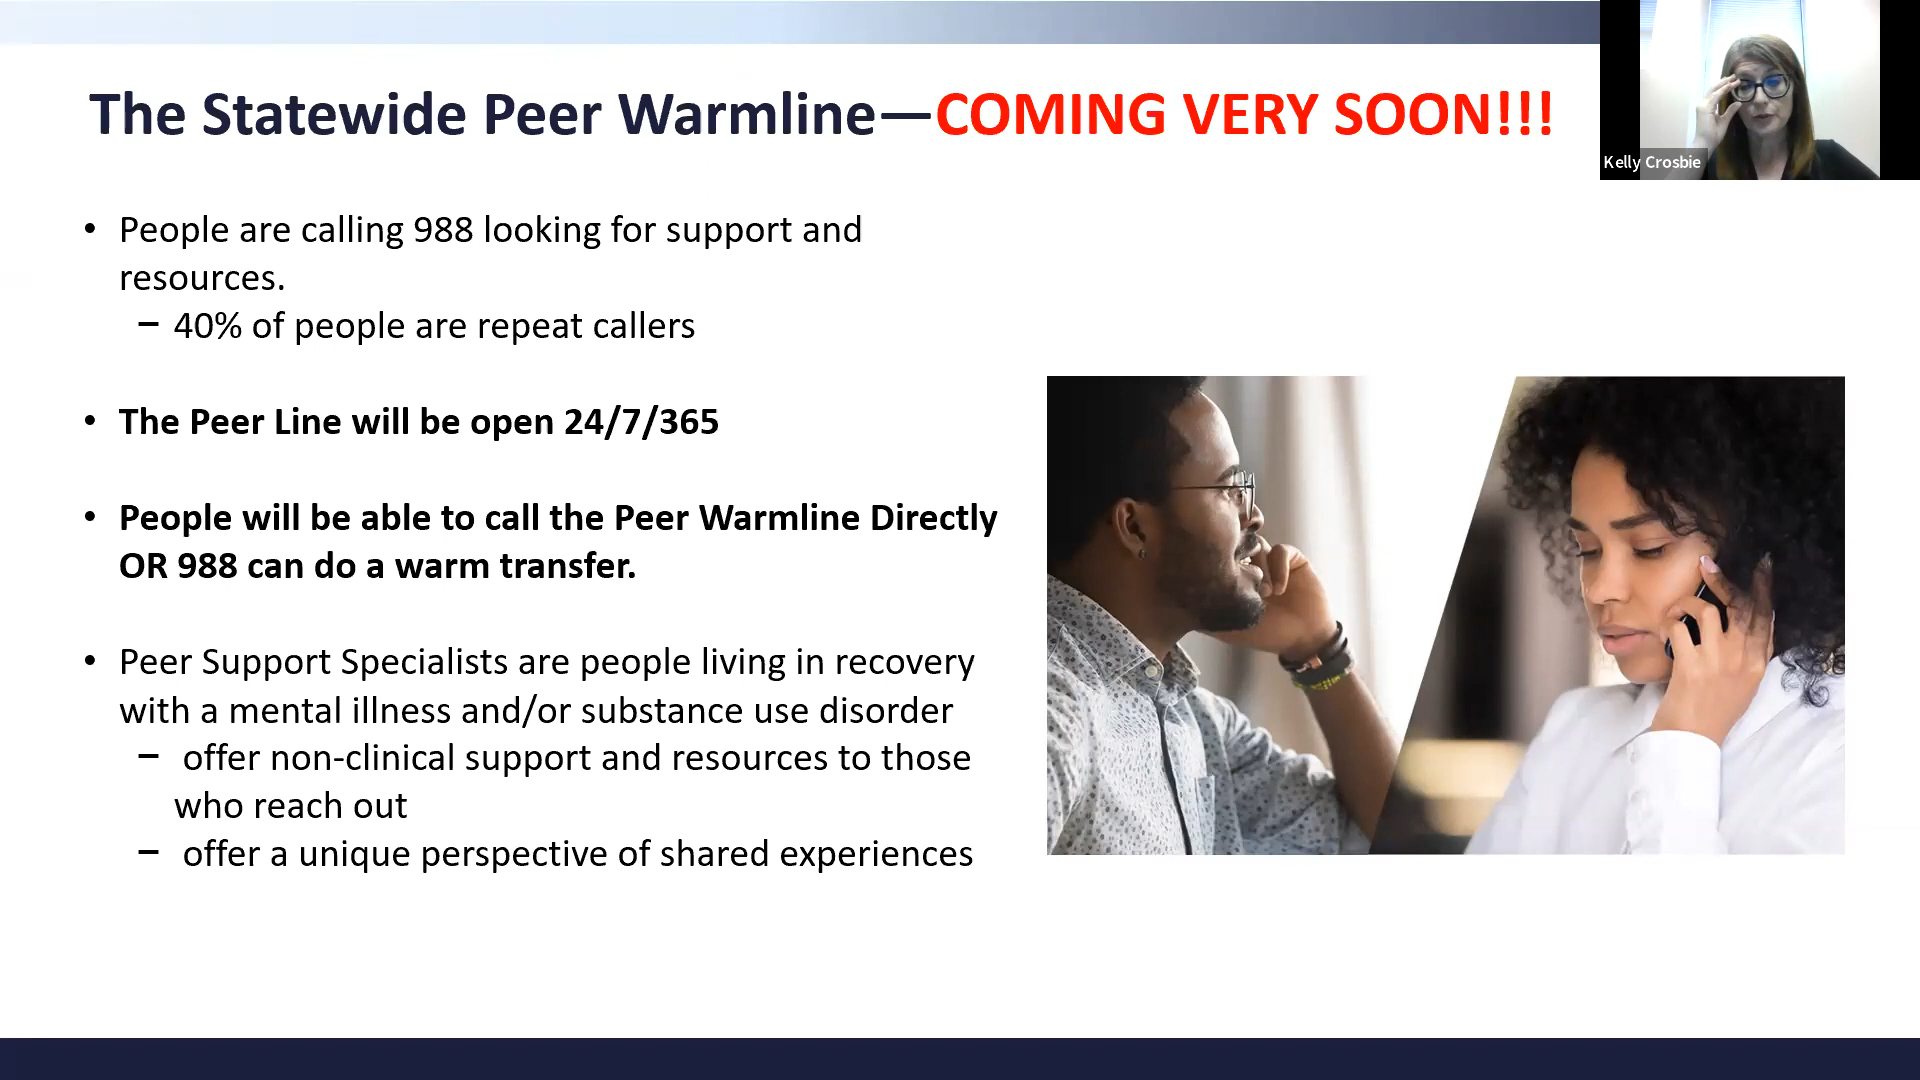 The Statewide Peer Warmline—COMING VERY SOON!!!
Kelly Crosbie
• People are calling 988 looking for support and
resources.
– 40% of people are repeat callers
• The Peer Line will be open 24/7/365
• People will be able to call the Peer Warmline Directly
OR 988 can do a warm transfer.
• Peer Support Specialists are people living in recovery
with a mental illness and/or substance use disorder
– offer non-clinical support and resources to those
who reach out
– offer a unique perspective of shared experiences